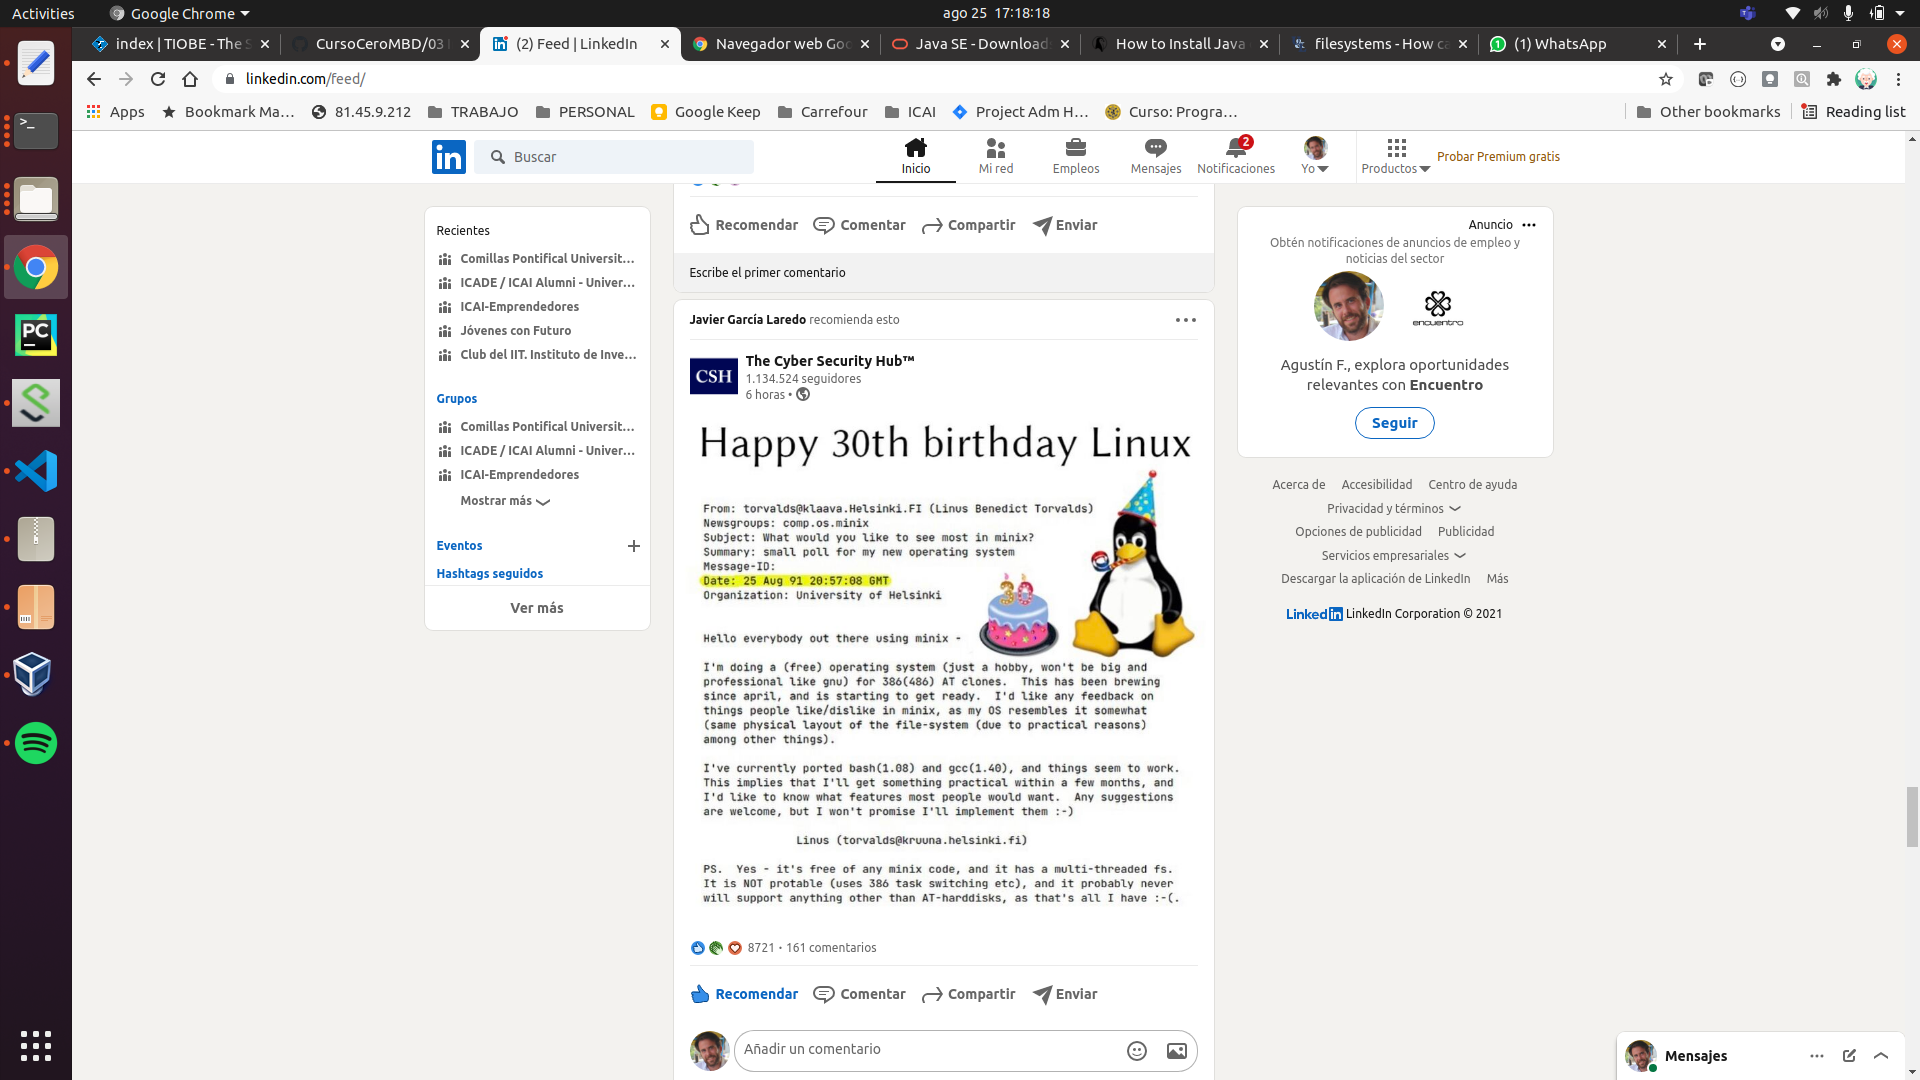 Activities
Google Chrome
ago 25 17:18:18
index | TIOBE - The S
CursoCeroMBD/03
(2) Feed | LinkedIn
Navegador web Goo
Java SE - Download
How to Install Java
filesystems - How ca
(1) WhatsApp
linkedin.com/feed/
Apps
Bookmark Ma...
81.45.9.212
TRABAJO
PERSONAL
Google Keep
Carrefour
ICAI
Project Adm H...
Curso: Progra...
Other bookmarks
Reading list
in
Buscar
Inicio
Mi red
Empleos
Mensajes
2
Notificaciones
Yo
Productos
Probar Premium gratis
Recientes
Comillas Pontifical Universit...
ICADE / ICAI Alumni - Univer...
ICAI-Emprendedores
Jóvenes con Futuro
Club del IIT. Instituto de Inve...
Grupos
Comillas Pontifical Universit...
ICADE / ICAI Alumni - Univer...
ICAI-Emprendedores
Mostrar más
Eventos
Hashtags seguidos
Ver más
Recomendar Comentar Compartir Enviar
Escribe el primer comentario
Javier García Laredo recomienda esto
CSH
The Cyber Security Hub™
1.134.524 seguidores
6 horas •
Happy 30th birthday Linux
From: torvalds@klaava.Helsinki.FI (Linus Benedict Torvalds)
Newsgroups: comp.os.minix
Subject: What would you like to see most in minix?
Summary: small poll for my new operating system
Message-ID:
Date: 25 Aug 91 20:57:08 GMT
Organization: University of Helsinki
30
Hello everybody out there using minix -
I'm doing a (free) operating system (just a hobby, won't be big and
professional like gnu) for 386(486) AT clones. This has been brewing
since april, and is starting to get ready. I'd like any feedback on
things people like/dislike in minix, as my OS resembles it somewhat
(same physical layout of the file-system (due to practical reasons)
among other things).
I've currently ported bash(1.08) and gcc(1.40), and things seem to work.
This implies that I'll get something practical within a few months, and
I'd like to know what features most people would want. Any suggestions
are welcome, but I won't promise I'll implement them :-)
Linus (torvalds@kruuna.helsinki.fi)
PS. Yes - it's free of any minix code, and it has a multi-threaded fs.
It is NOT protable (uses 386 task switching etc), and it probably never
will support anything other than AT-harddisks, as that's all I have :-(.
8721 • 161 comentarios
Recomendar Comentar Compartir Enviar
Añadir un comentario
Anuncio
Obtén notificaciones de anuncios de empleo y
noticias del sector
encuentro
Agustín F., explora oportunidades
relevantes con Encuentro
Seguir
Acerca de Accesibilidad Centro de ayuda
Privacidad y términos
Opciones de publicidad Publicidad
Servicios empresariales
Descargar la aplicación de LinkedIn Más
LinkedIn LinkedIn Corporation © 2021
Mensajes
PC